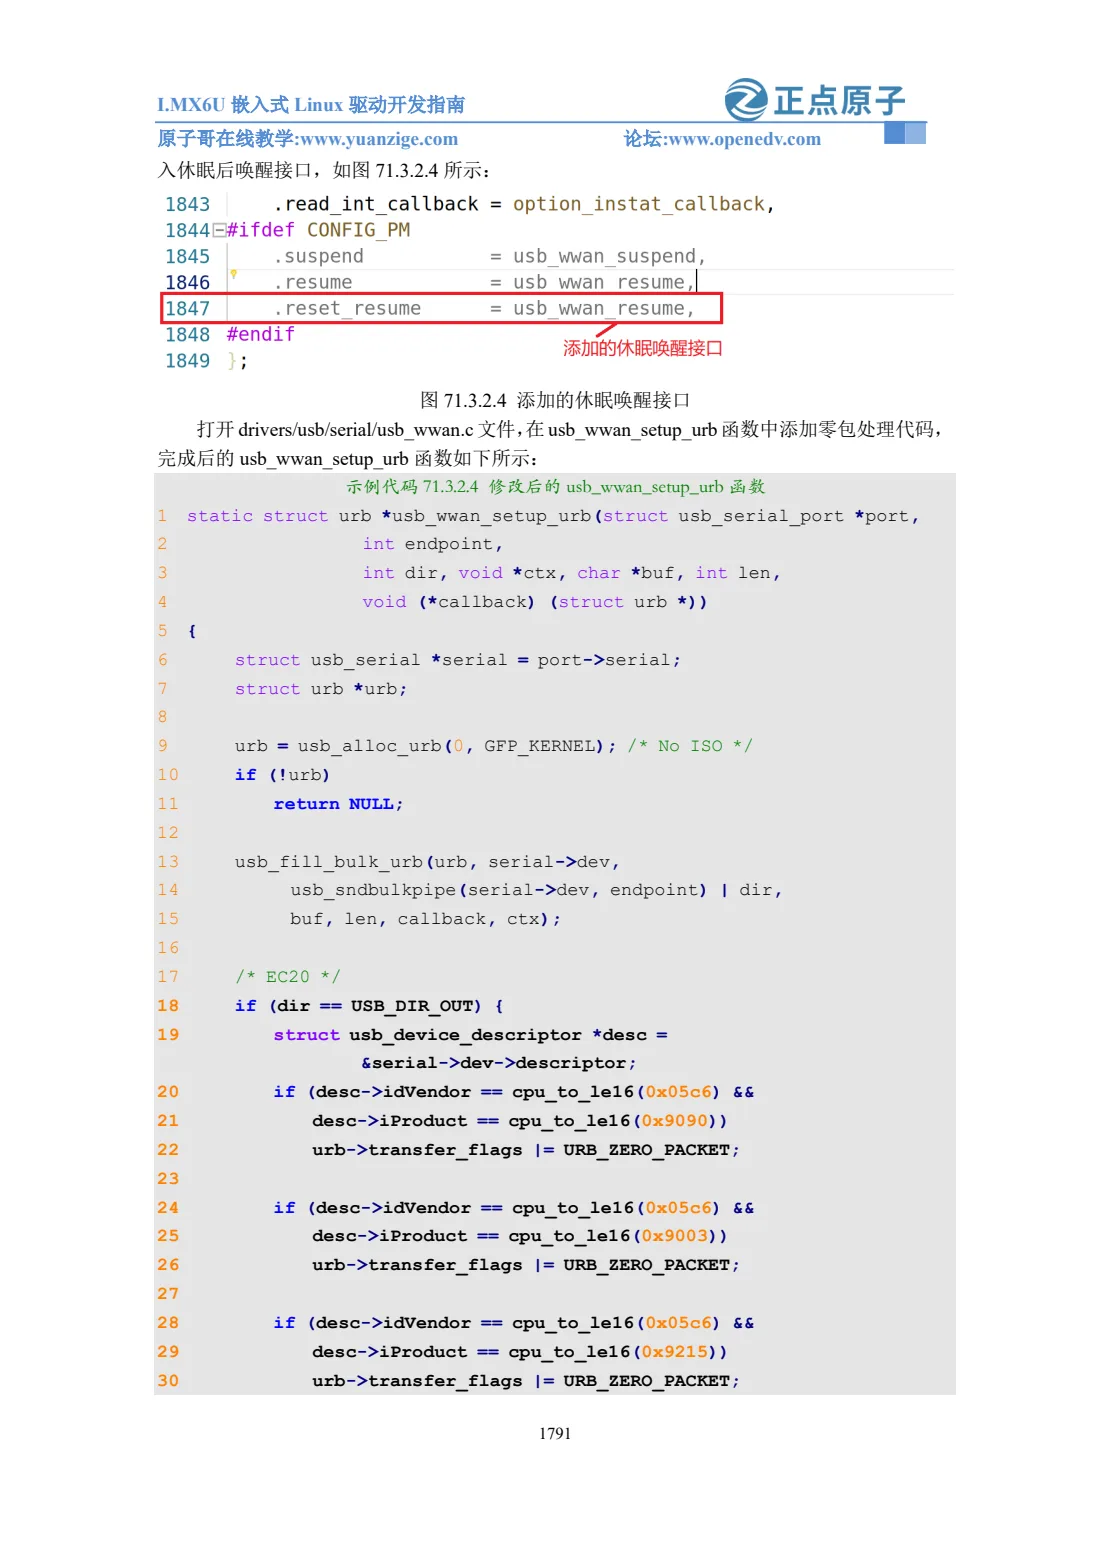 I.MX6U 嵌入式 Linux 驱动开发指南
正点原子
原子哥在线教学:www.yuanzige.com 论坛:www.openedv.com
入休眠后唤醒接口，如图 71.3.2.4 所示：
1843 .read_int_callback = option_instat_callback,
1844 #ifdef CONFIG_PM
1845 .suspend = usb_wwan_suspend,
1846 .resume = usb_wwan_resume,
1847 .reset_resume = usb_wwan_resume,
1848 #endif
添加的休眠唤醒接口
1849 };
图 71.3.2.4 添加的休眠唤醒接口
打开 drivers/usb/serial/usb_wwan.c 文件，在 usb_wwan_setup_urb 函数中添加零包处理代码，
完成后的 usb_wwan_setup_urb 函数如下所示：
示例代码 71.3.2.4 修改后的 usb_wwan_setup_urb 函数
1 static struct urb *usb_wwan_setup_urb(struct usb_serial_port *port,
2 int endpoint,
3 int dir, void *ctx, char *buf, int len,
4 void (*callback) (struct urb *))
5 {
6 struct usb_serial *serial = port->serial;
7 struct urb *urb;
8
9 urb = usb_alloc_urb(0, GFP_KERNEL); /* No ISO */
10 if (!urb)
11 return NULL;
12
13 usb_fill_bulk_urb(urb, serial->dev,
14 usb_sndbulkpipe(serial->dev, endpoint) | dir,
15 buf, len, callback, ctx);
16
17 /* EC20 */
18 if (dir == USB_DIR_OUT) {
19 struct usb_device_descriptor *desc =
&serial->dev->descriptor;
20 if (desc->idVendor == cpu_to_le16(0x05c6) &&
21 desc->iProduct == cpu_to_le16(0x9090))
22 urb->transfer_flags |= URB_ZERO_PACKET;
23
24 if (desc->idVendor == cpu_to_le16(0x05c6) &&
25 desc->iProduct == cpu_to_le16(0x9003))
26 urb->transfer_flags |= URB_ZERO_PACKET;
27
28 if (desc->idVendor == cpu_to_le16(0x05c6) &&
29 desc->iProduct == cpu_to_le16(0x9215))
30 urb->transfer_flags |= URB_ZERO_PACKET;
1791